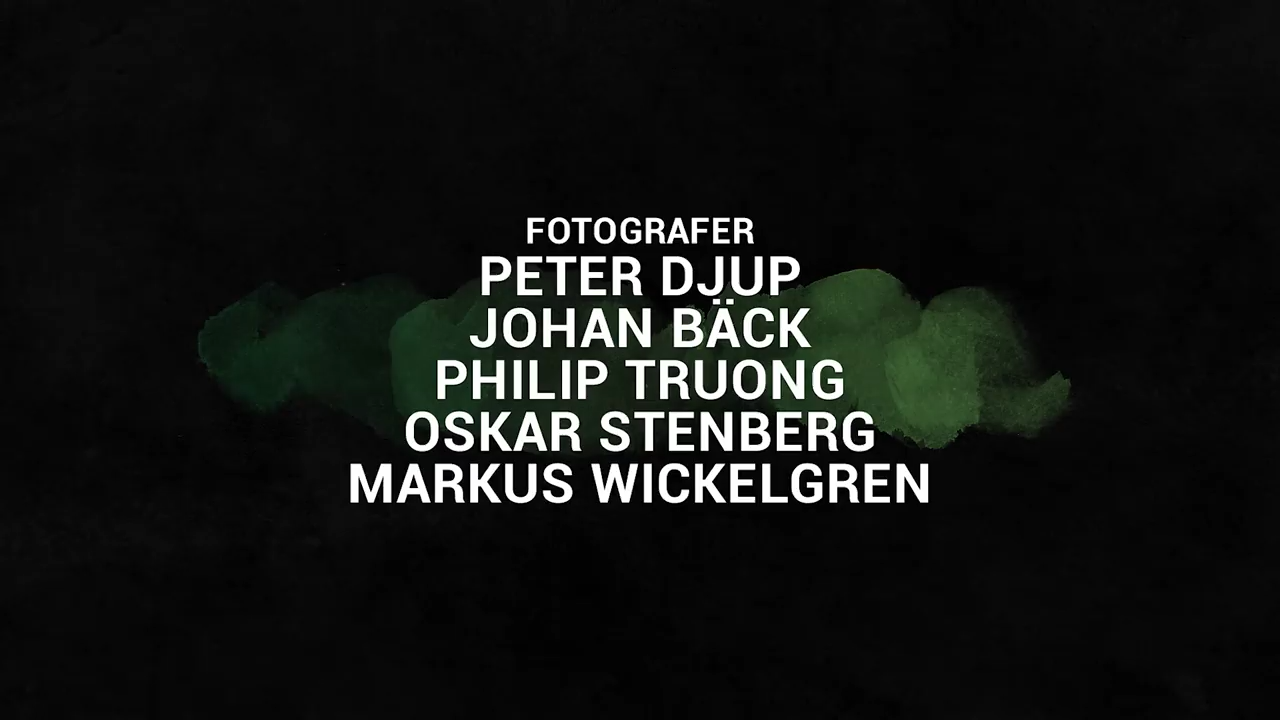 FOTOGRAFER
PETER DJUP
JOHAN BÄCK
PHILIP TRUONG
OSKAR STENBERG
MARKUS WICKELGREN